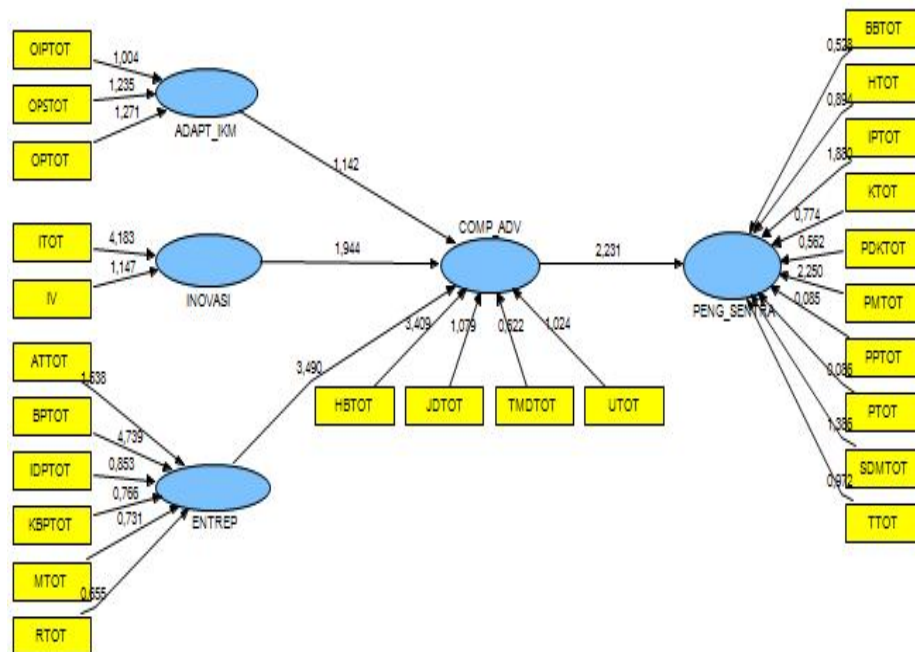 OIPTOT
1,004
OPSTOT
1,235
OPTOT
1,271
ADAPT_IKM
1,142
ITOT
4,183
IV
1,147
INOVASI
1,944
ATTOT
1,538
BPTOT
4,739
IDPTOT
0,853
KBPTOT
0,766
MTOT
0,731
RTOT
0,655
ENTREP
3,490
COMP_ADV
2,231
3,409
1,079
0,622
1,024
HBTOT
JDTOT
TMDTOT
UTOT
PENG_SENTRA
BBTOT
0,528
HTOT
0,894
IPTOT
1,880
KTOT
0,774
PDKTOT
0,562
PMTOT
2,250
PPTOT
0,085
PTOT
SDMTOT
1,385
TTOT
0,972